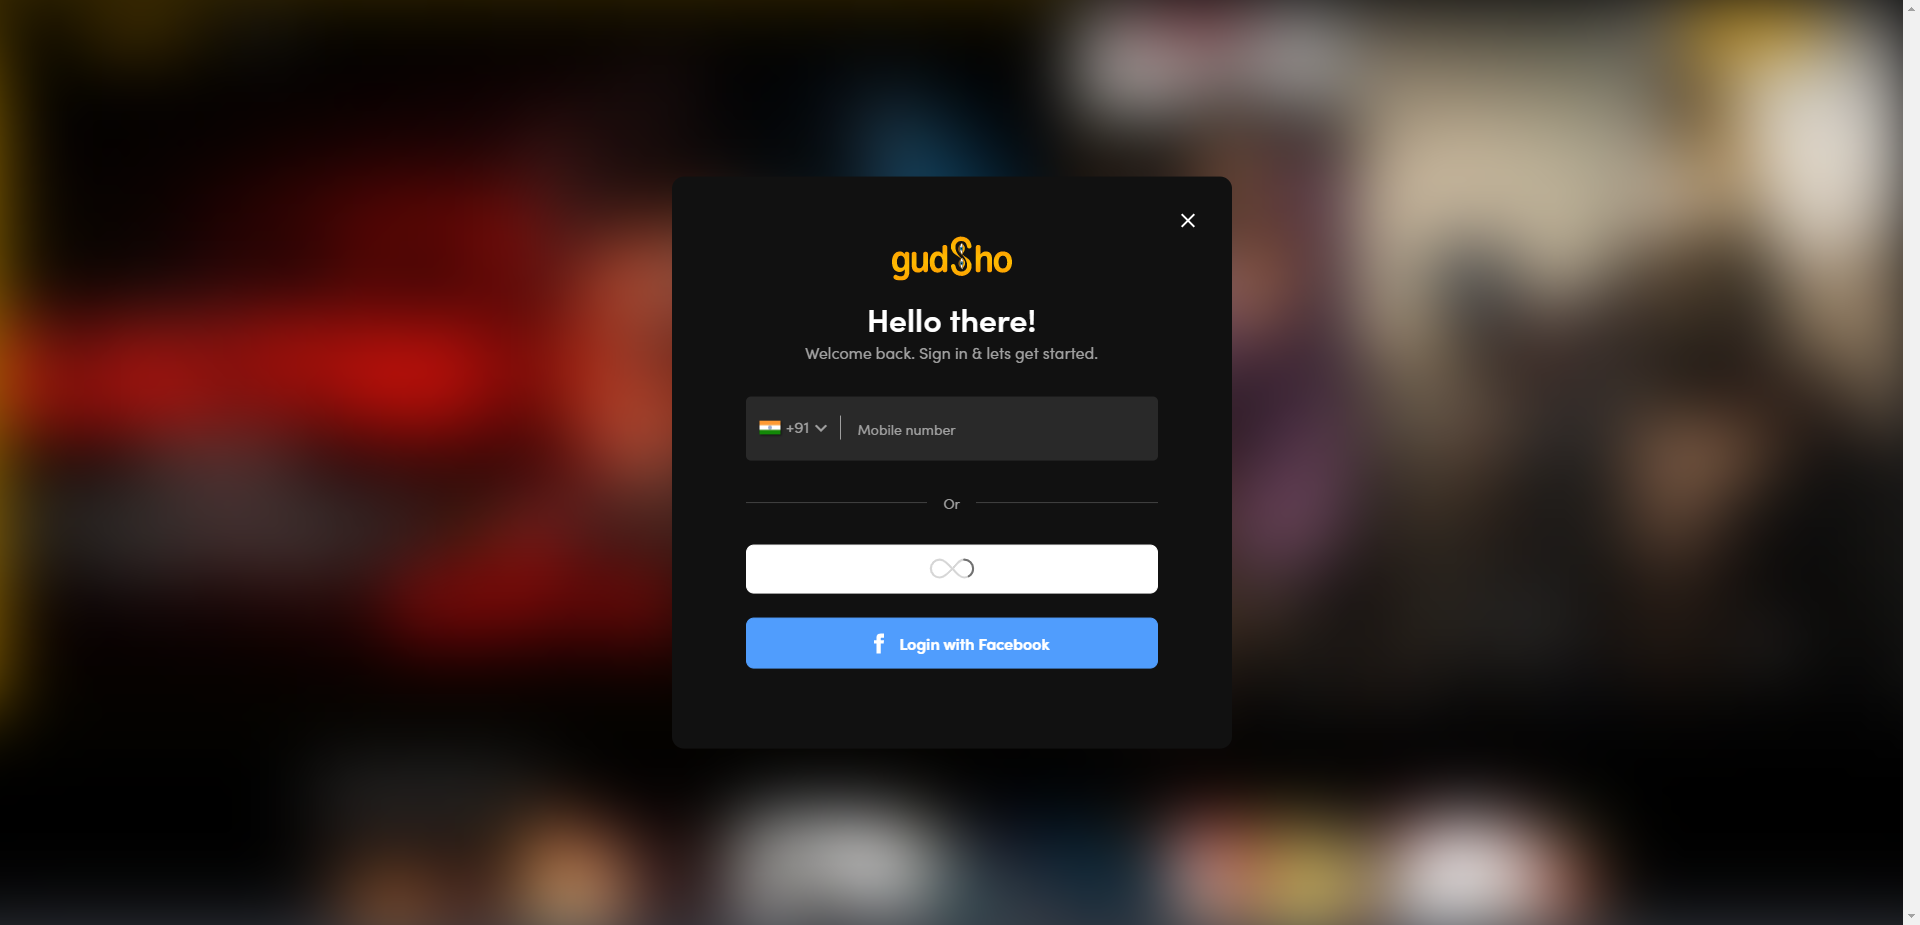 gudSho
Hello there!
Welcome back. Sign in & lets get started.
+91 Mobile number
Or
Login with Facebook